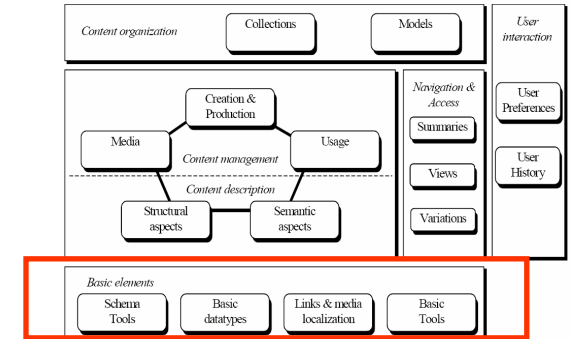 Content organization
Collections
Models
User
interaction
Navigation &
Access
Creation &
Production
User
Preferences
Summaries
Media
Usage
Content management
User
History
Views
Content description
Structural
aspects
Semantic
aspects
Variations
Basic elements
Schema
Tools
Basic
datatypes
Links & media
localization
Basic
Tools